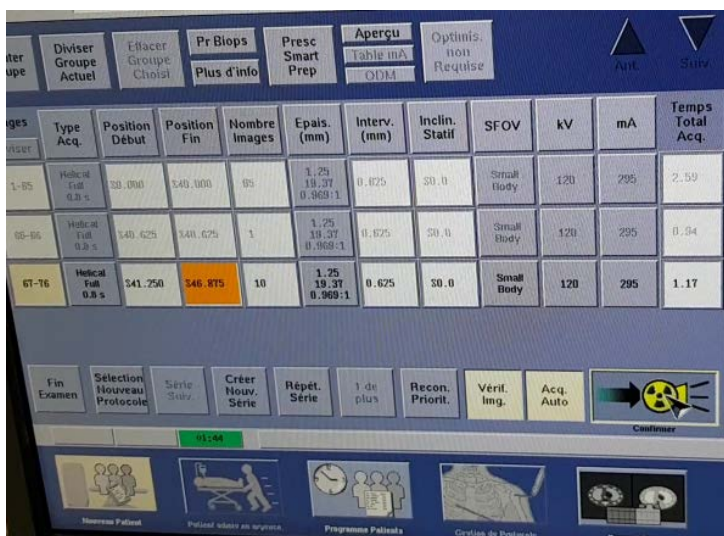 Diviser Groupe Actuel
Effacer Groupe Choisi
Pr Biops
Plus d'info
Presc Smart Prep
Aperçu
Table mA
ODM
Optimis. non Requise
Ant.
Suiv.
Type Acq.
Position Début
Position Fin
Nombre Images
Epais. (mm)
Interv. (mm)
Inclin. Statif
SFOV
kV
mA
Temps Total Acq.
1-65
Helical Full 0.8 s
S0.000
S40.000
65
1.25 19.37 0.969:1
0.625
S0.0
Small Body
120
295
2.59
66-66
Helical Full 0.8 s
S40.625
S40.625
1
1.25 19.37 0.969:1
0.625
S0.0
Small Body
120
295
0.94
67-76
Helical Full 0.8 s
S41.250
S46.875
10
1.25 19.37 0.969:1
0.625
S0.0
Small Body
120
295
1.17
Fin Examen
Sélection Nouveau Protocole
Série Suiv.
Créer Nouv. Série
Répét. Série
1 de plus
Recon. Priorit.
Vérif. Img.
Acq. Auto
Confirmer
01:44
Nouveau Patient
Patient admis en urgence
Programme Patients
Gestion de Protocole